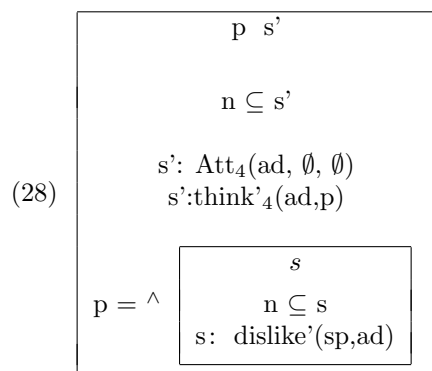 p s’
n ⊆ s’
s’: Att₄(ad, ∅, ∅)
(28) s’:think’₄(ad,p)
s
p = ^ n ⊆ s
s: dislike’(sp,ad)